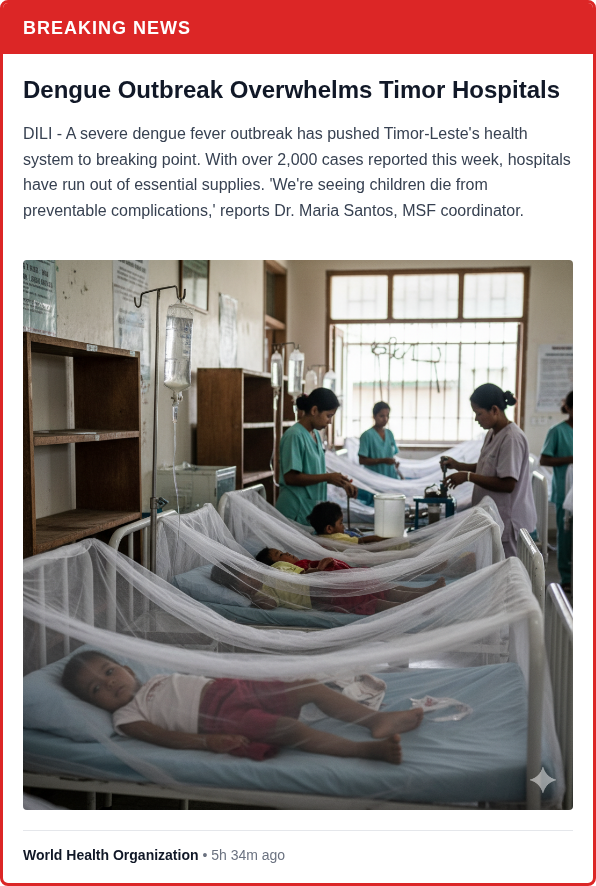 BREAKING NEWS
Dengue Outbreak Overwhelms Timor Hospitals
DILI - A severe dengue fever outbreak has pushed Timor-Leste's health
system to breaking point. With over 2,000 cases reported this week, hospitals
have run out of essential supplies. 'We're seeing children die from
preventable complications,' reports Dr. Maria Santos, MSF coordinator.
World Health Organization • 5h 34m ago